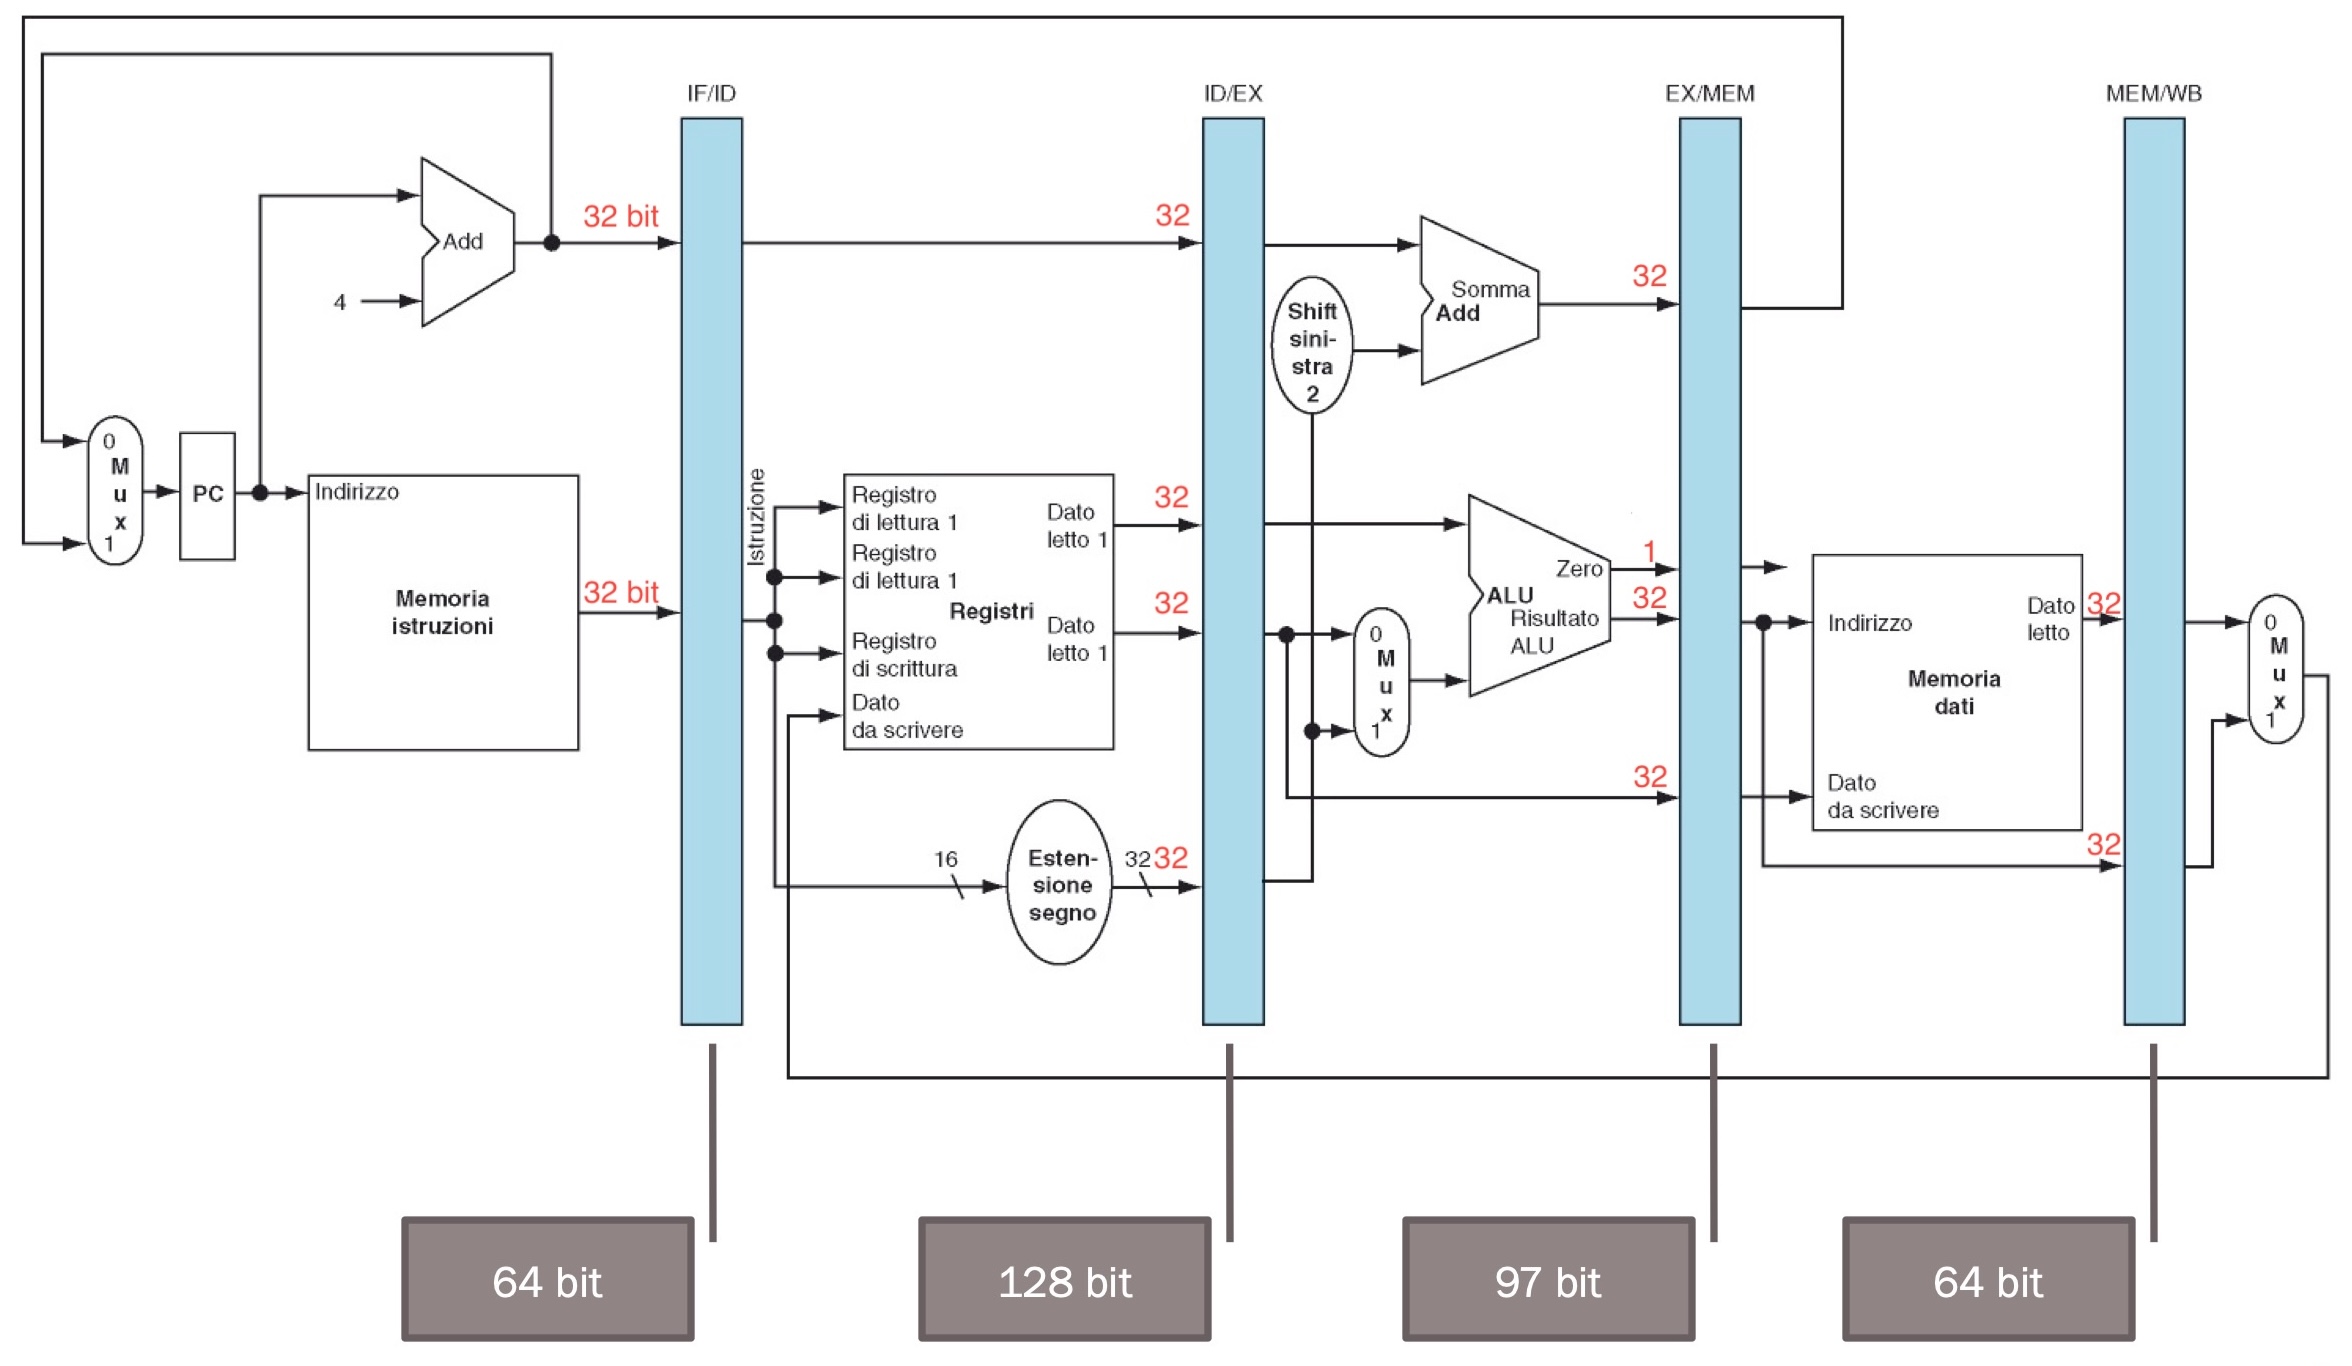 IF/ID
ID/EX
EX/MEM
MEM/WB
Add
4
32 bit
32
Shift
sini-
stra
2
Somma
Add
32
0
M
u
x
1
PC
Indirizzo
Memoria
istruzioni
32 bit
Istruzione
Registro
di lettura 1
Registro
di lettura 1
Registro
di scrittura
Dato
da scrivere
Registri
Dato
letto 1
Dato
letto 1
32
32
16
Esten-
sione
segno
32
32
0
M
u
x
1
ALU
Zero
Risultato
ALU
1
32
32
Indirizzo
Memoria
dati
Dato
da scrivere
Dato
letto
32
32
0
M
u
x
1
64 bit
128 bit
97 bit
64 bit